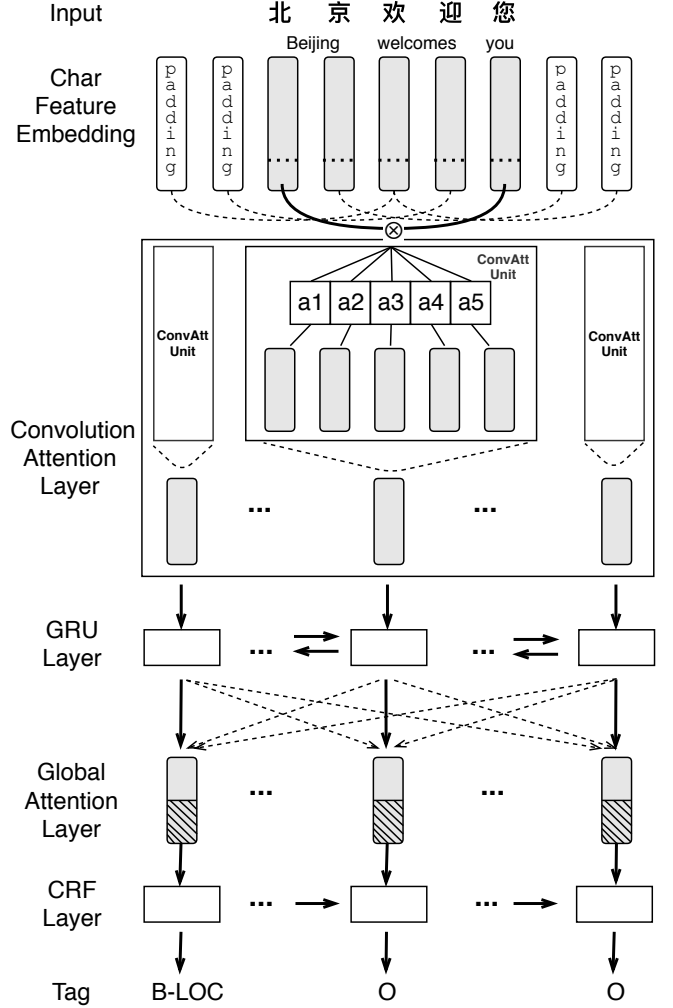 Input
北 京 欢 迎 您
Beijing welcomes you
Char
Feature
Embedding
padding
padding
padding
padding
ConvAtt
Unit
ConvAtt
Unit
a1 a2 a3 a4 a5
ConvAtt
Unit
Convolution
Attention
Layer
...
...
GRU
Layer
...
...
Global
Attention
Layer
...
...
CRF
Layer
...
...
Tag
B-LOC
O
O